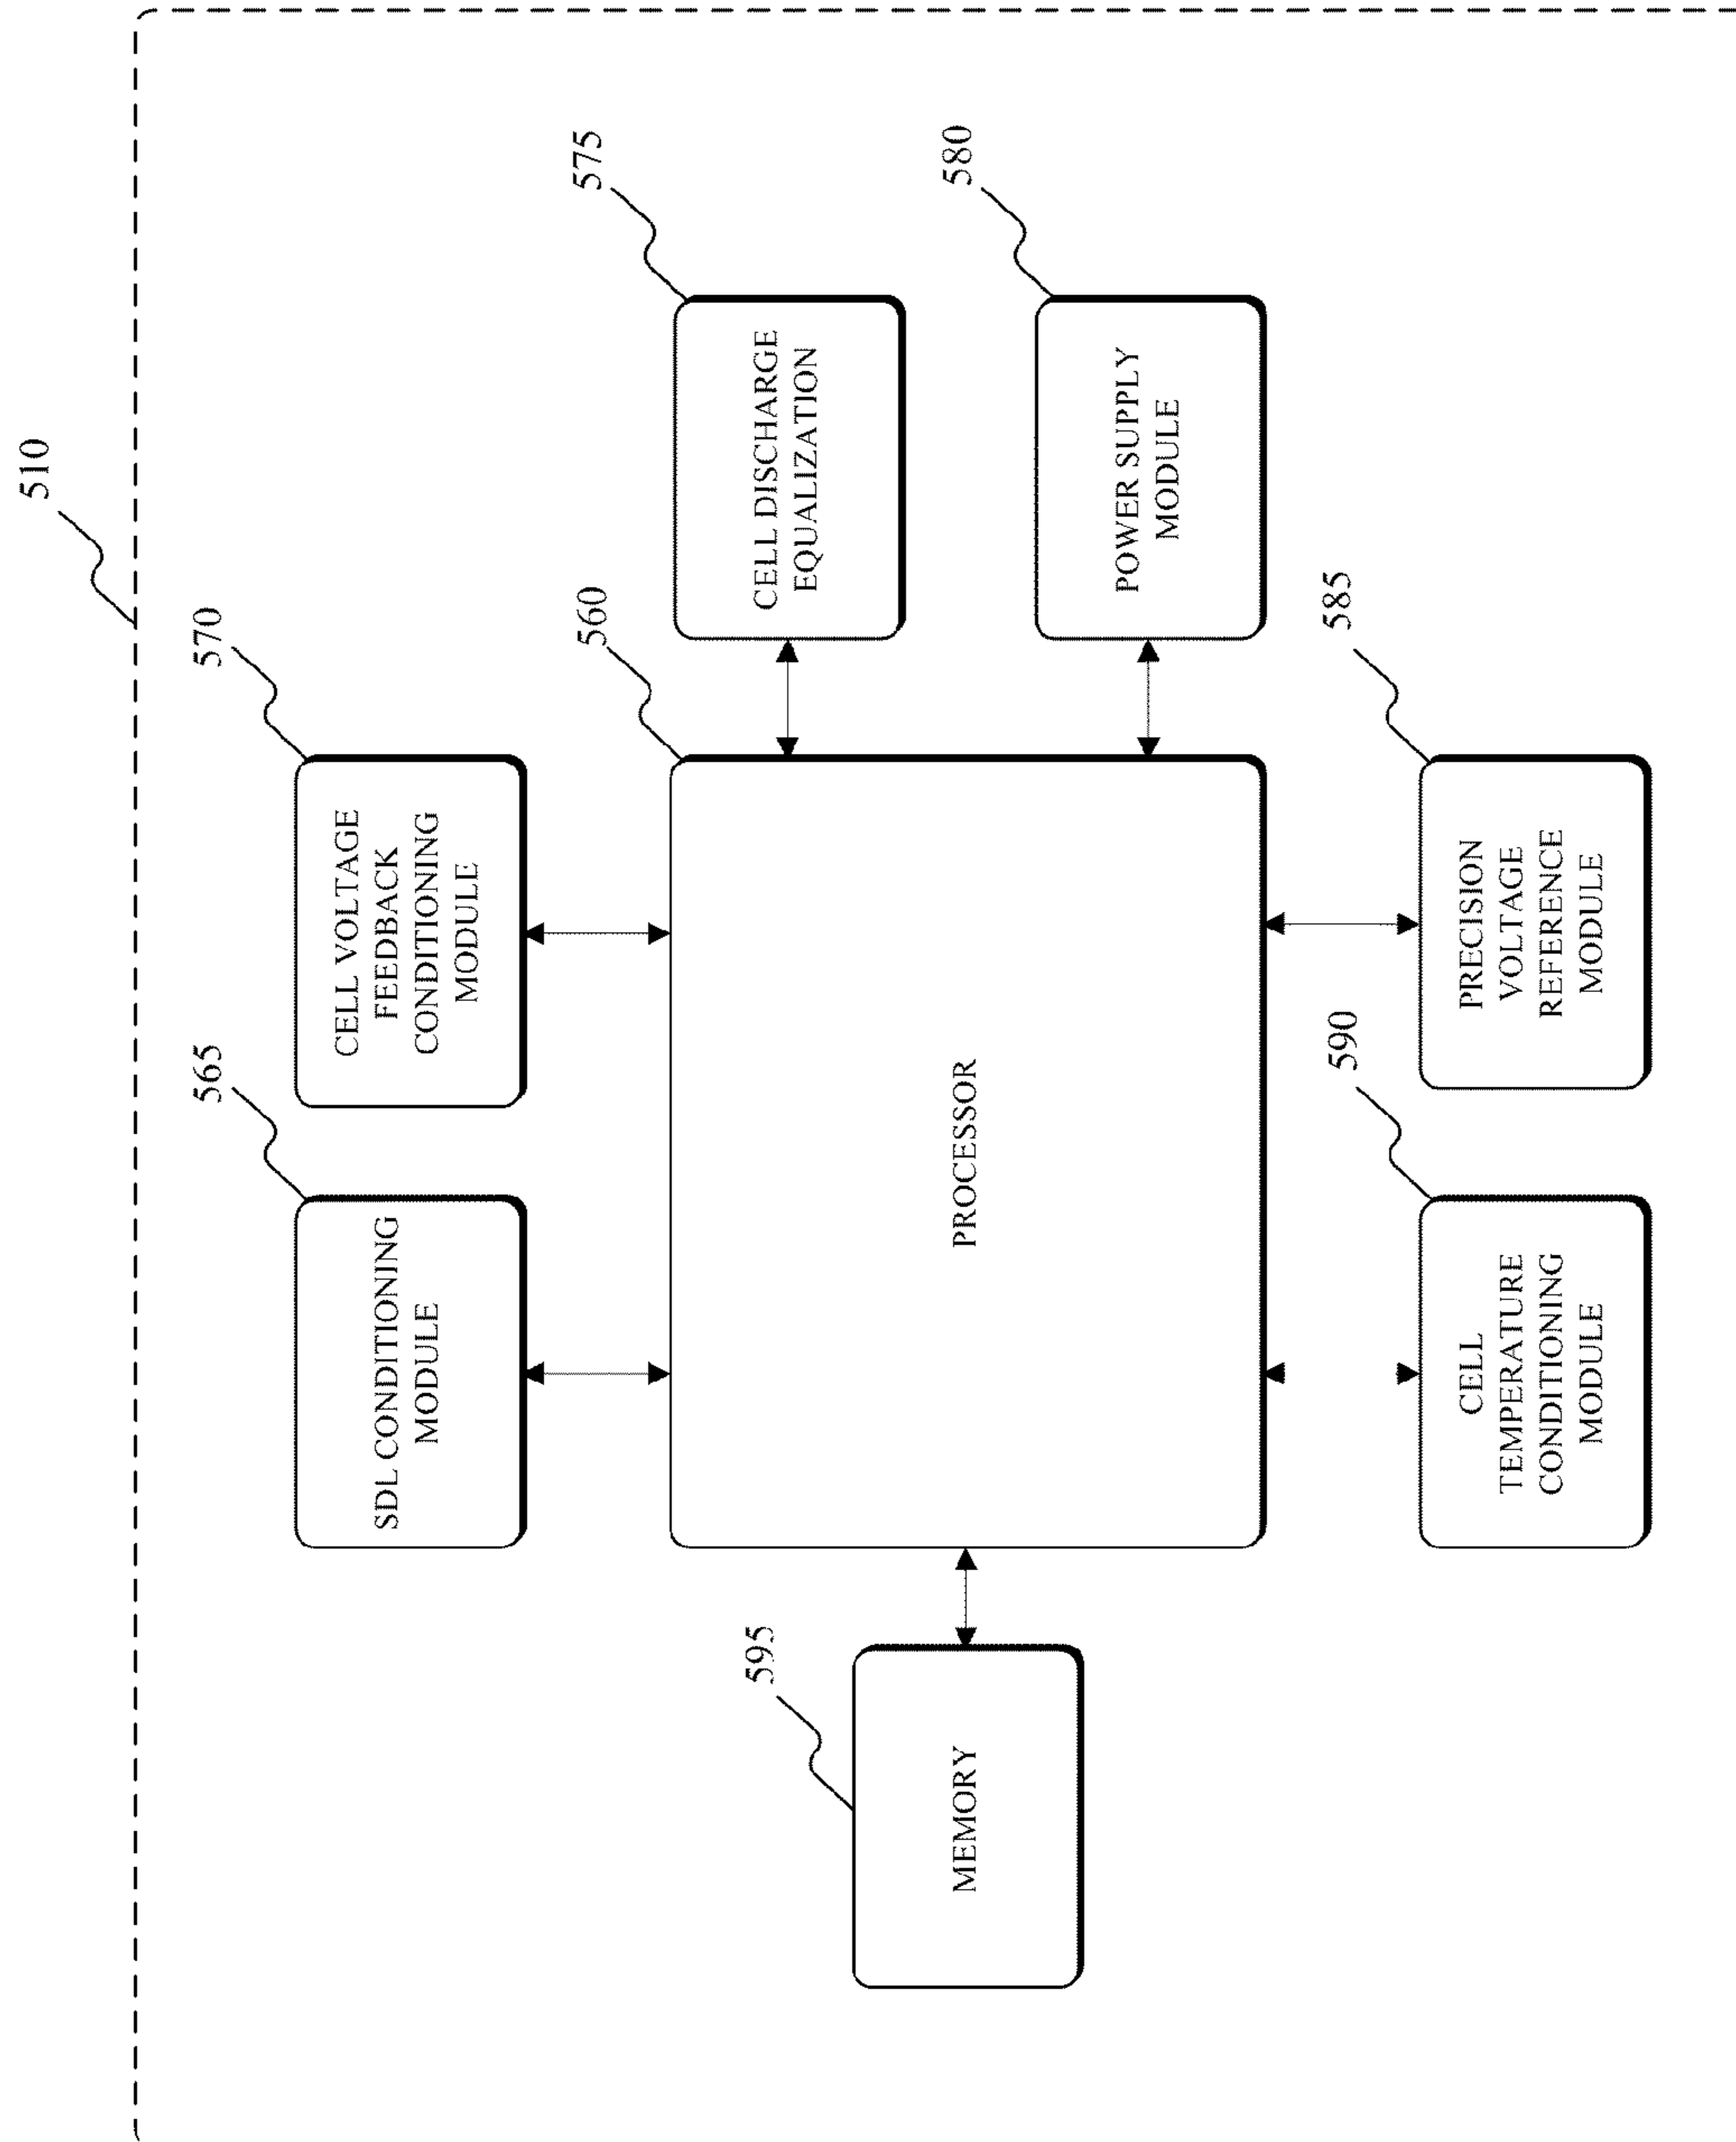 510
565
SDL CONDITIONING
MODULE
570
CELL VOLTAGE
FEEDBACK
CONDITIONING
MODULE
595
MEMORY
560
PROCESSOR
575
CELL DISCHARGE
EQUALIZATION
580
POWER SUPPLY
MODULE
590
CELL
TEMPERATURE
CONDITIONING
MODULE
585
PRECISION
VOLTAGE
REFERENCE
MODULE